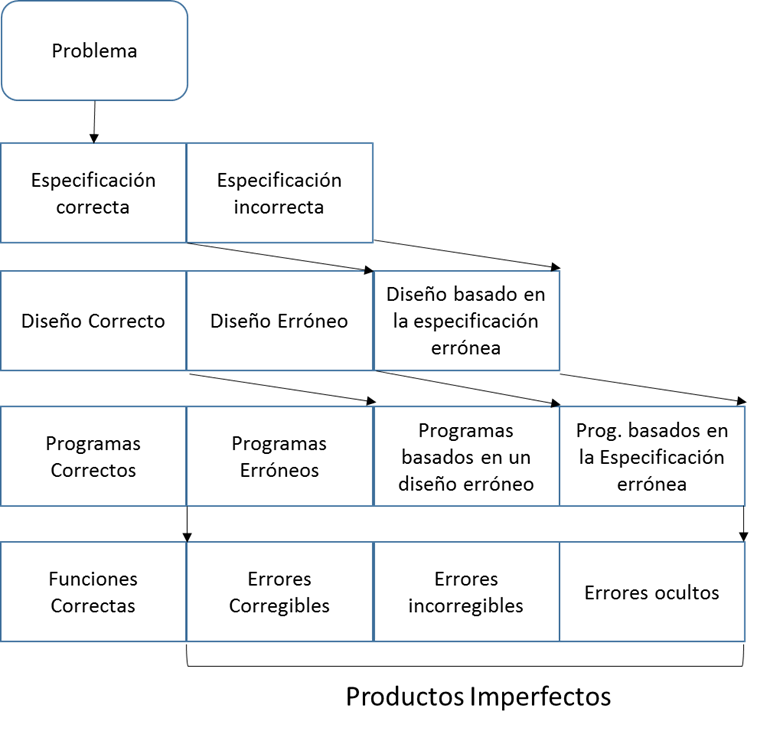 Problema
Especificación
correcta
Especificación
incorrecta
Diseño Correcto
Diseño Erróneo
Diseño basado en
la especificación
errónea
Programas
Correctos
Programas
Erróneos
Programas
basados en un
diseño erróneo
Prog. basados en
la Especificación
errónea
Funciones
Correctas
Errores
Corregibles
Errores
incorregibles
Errores ocultos
Productos Imperfectos